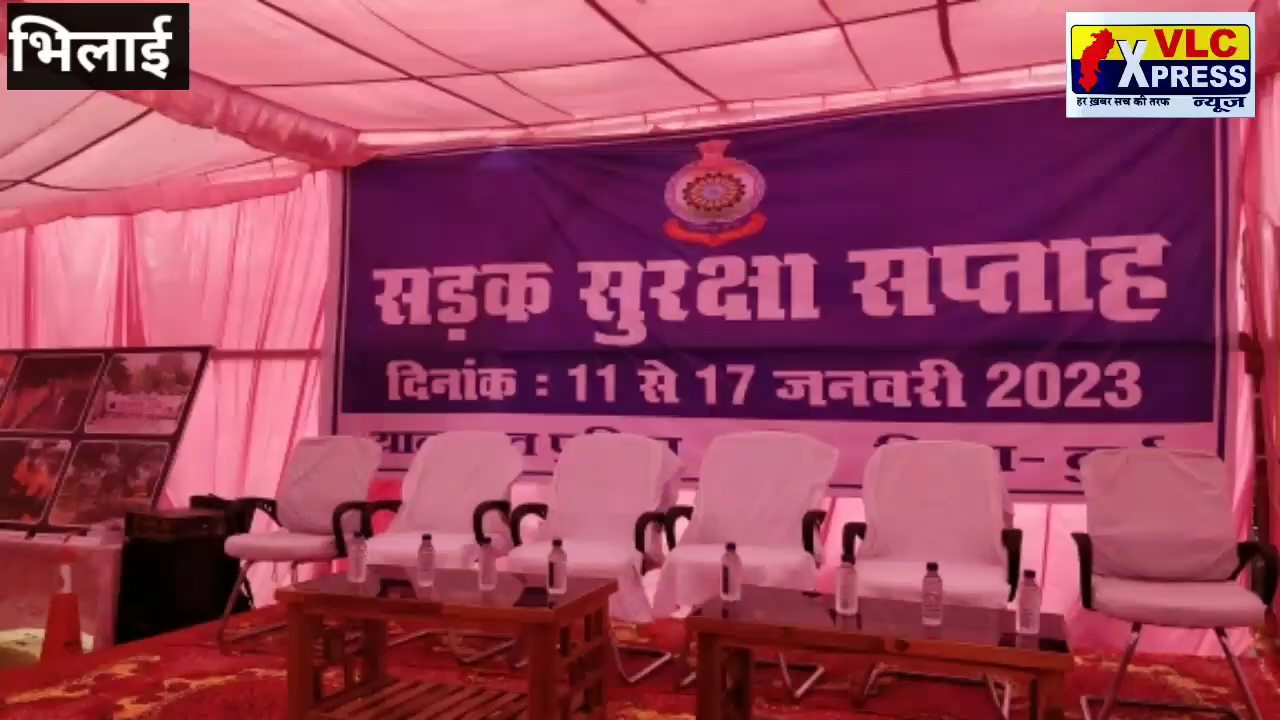 भिलाई
VLC
XPRESS
हर ख़बर सच की तरफ न्यूज
सड़क सुरक्षा सप्ताह
दिनांक : 11 से 17 जनवरी 2023